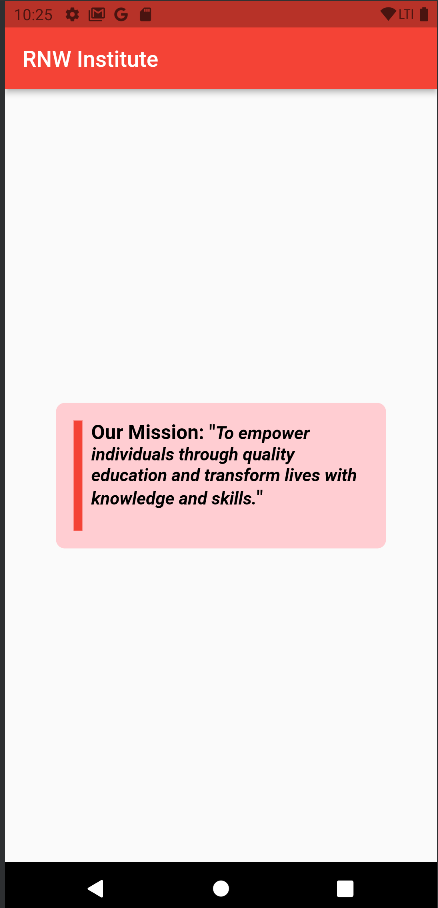 10:25 LTI
RNW Institute
Our Mission: "To empower
individuals through quality
education and transform lives with
knowledge and skills."